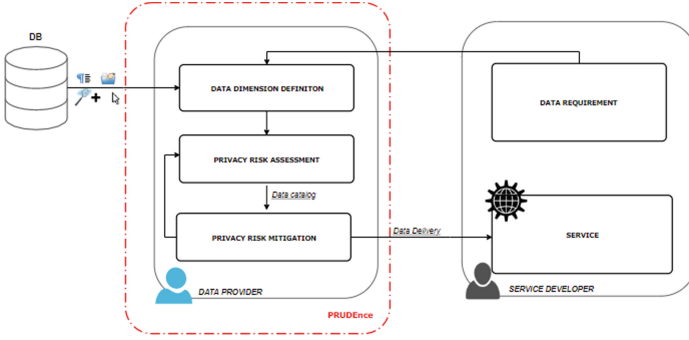 DB
DATA DIMENSION DEFINITON
DATA REQUIREMENT
PRIVACY RISK ASSESSMENT
Data catalog
PRIVACY RISK MITIGATION
Data Delivery
SERVICE
DATA PROVIDER
SERVICE DEVELOPER
PRUDEnce